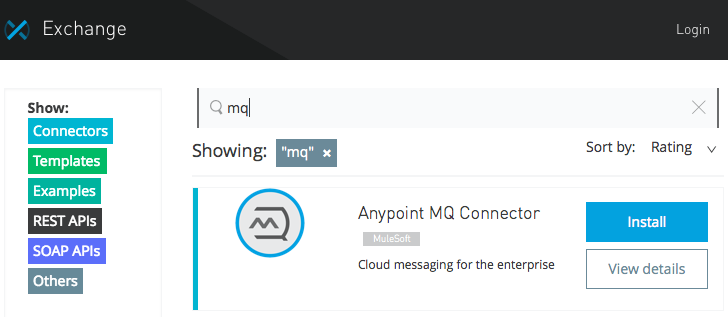 Exchange
Login
Show:
Connectors
Templates
Examples
REST APIs
SOAP APIs
Others
mq
Showing: "mq" ×
Sort by: Rating
Anypoint MQ Connector
MuleSoft
Cloud messaging for the enterprise
Install
View details